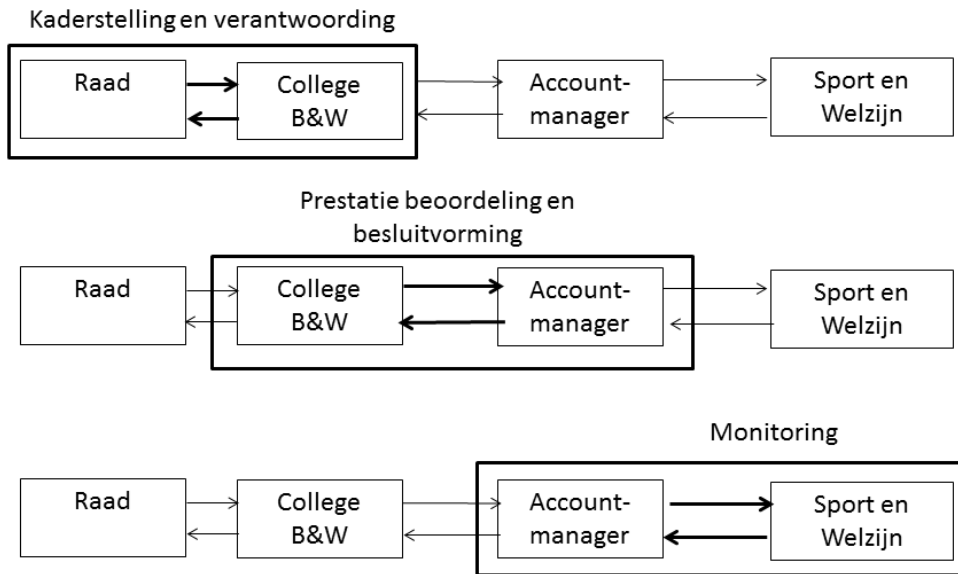 Kaderstelling en verantwoording
Raad
College
B&W
Account-
manager
Sport en
Welzijn
Prestatie beoordeling en
besluitvorming
Raad
College
B&W
Account-
manager
Sport en
Welzijn
Monitoring
Raad
College
B&W
Account-
manager
Sport en
Welzijn